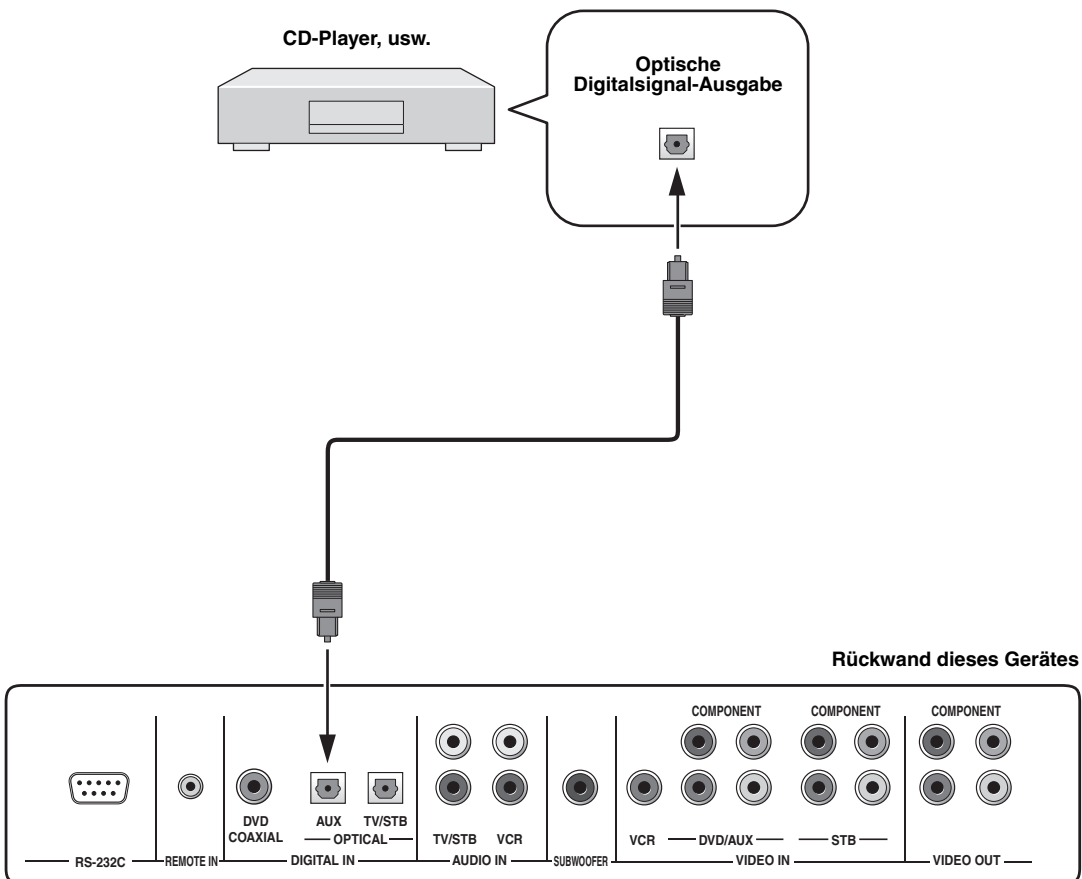 CD-Player, usw.
Optische
Digitalsignal-Ausgabe
Rückwand dieses Gerätes
COMPONENT COMPONENT COMPONENT
DVD
COAXIAL
AUX TV/STB
OPTICAL
TV/STB VCR
VCR DVD/AUX STB
RS-232C REMOTE IN DIGITAL IN AUDIO IN SUBWOOFER VIDEO IN VIDEO OUT